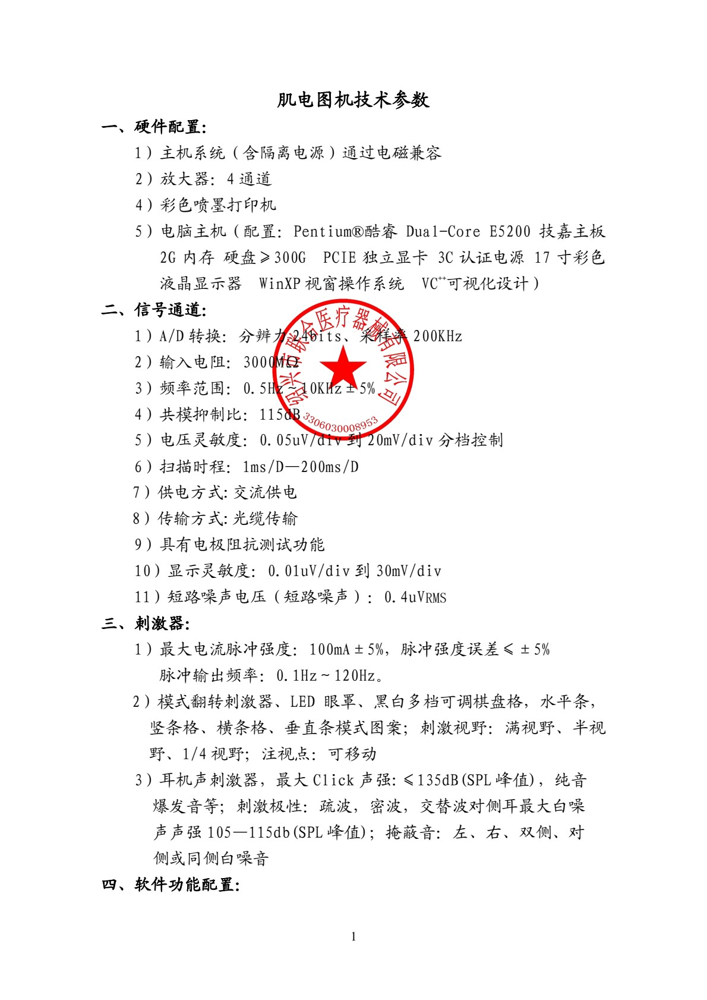 肌电图机技术参数
一、硬件配置：
1）主机系统（含隔离电源）通过电磁兼容
2）放大器：4 通道
4）彩色喷墨打印机
5）电脑主机（配置：Pentium®酷睿 Dual-Core E5200 技嘉主板
2G 内存 硬盘≥300G PCIE 独立显卡 3C 认证电源 17 寸彩色
液晶显示器 WinXP 视窗操作系统 VC⁺⁺可视化设计）
二、信号通道：
1）A/D 转换：分辨力 24bits、采样率 200KHz
2）输入电阻：3000MΩ
3）频率范围：0.5Hz～10KHz±5%
4）共模抑制比：115dB
5）电压灵敏度：0.05uV/div 到 20mV/div 分档控制
6）扫描时程：1ms/D—200ms/D
7）供电方式:交流供电
8）传输方式:光缆传输
9）具有电极阻抗测试功能
10）显示灵敏度：0.01uV/div 到 30mV/div
11）短路噪声电压（短路噪声）：0.4uVRMS
三、刺激器：
1）最大电流脉冲强度：100mA±5%，脉冲强度误差≤±5%
脉冲输出频率：0.1Hz～120Hz。
2）模式翻转刺激器、LED 眼罩、黑白多档可调棋盘格，水平条，
竖条格、横条格、垂直条模式图案；刺激视野：满视野、半视
野、1/4 视野；注视点：可移动
3）耳机声刺激器，最大 Click 声强:≤135dB(SPL 峰值)，纯音
爆发音等；刺激极性：疏波，密波，交替波对侧耳最大白噪
声声强 105—115db(SPL 峰值)；掩蔽音：左、右、双侧、对
侧或同侧白噪音
四、软件功能配置：
绍兴市联合医疗器械有限公司
3306030008953
1